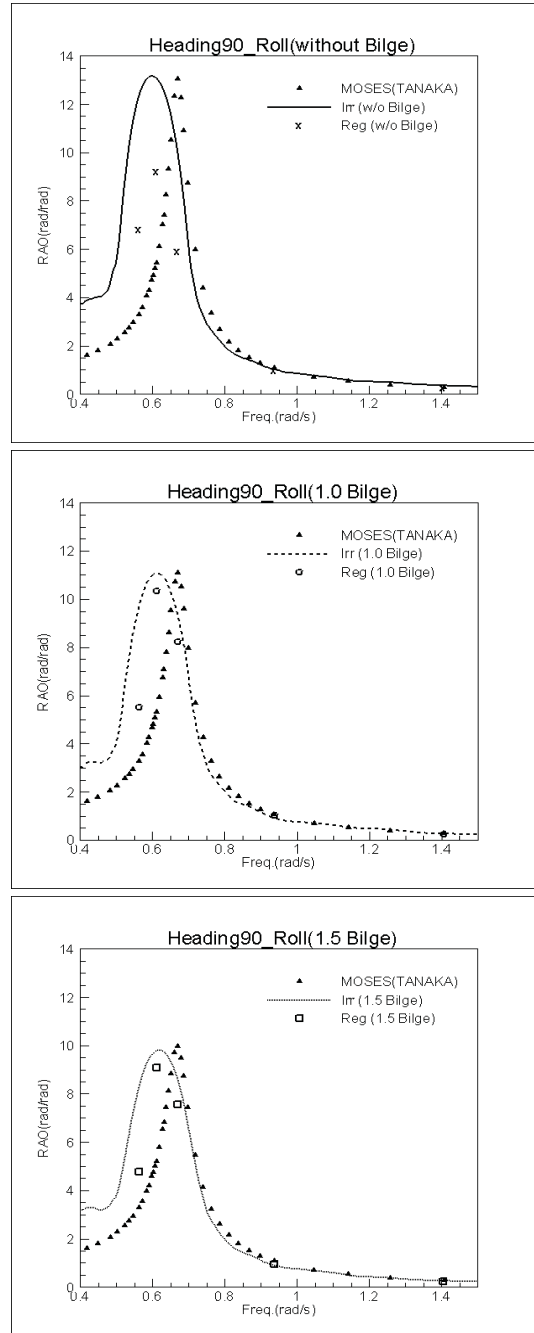 Heading90_Roll(without Bilge)
MOSES(TANAKA)
Irr (w/o Bilge)
Reg (w/o Bilge)
RAO(rad/rad)
14
12
10
8
6
4
2
0
0.4 0.6 0.8 1 1.2 1.4
Freq.(rad/s)
Heading90_Roll(1.0 Bilge)
MOSES(TANAKA)
Irr (1.0 Bilge)
Reg (1.0 Bilge)
RAO(rad/rad)
14
12
10
8
6
4
2
0
0.4 0.6 0.8 1 1.2 1.4
Freq.(rad/s)
Heading90_Roll(1.5 Bilge)
MOSES(TANAKA)
Irr (1.5 Bilge)
Reg (1.5 Bilge)
RAO(rad/rad)
14
12
10
8
6
4
2
0
0.4 0.6 0.8 1 1.2 1.4
Freq.(rad/s)